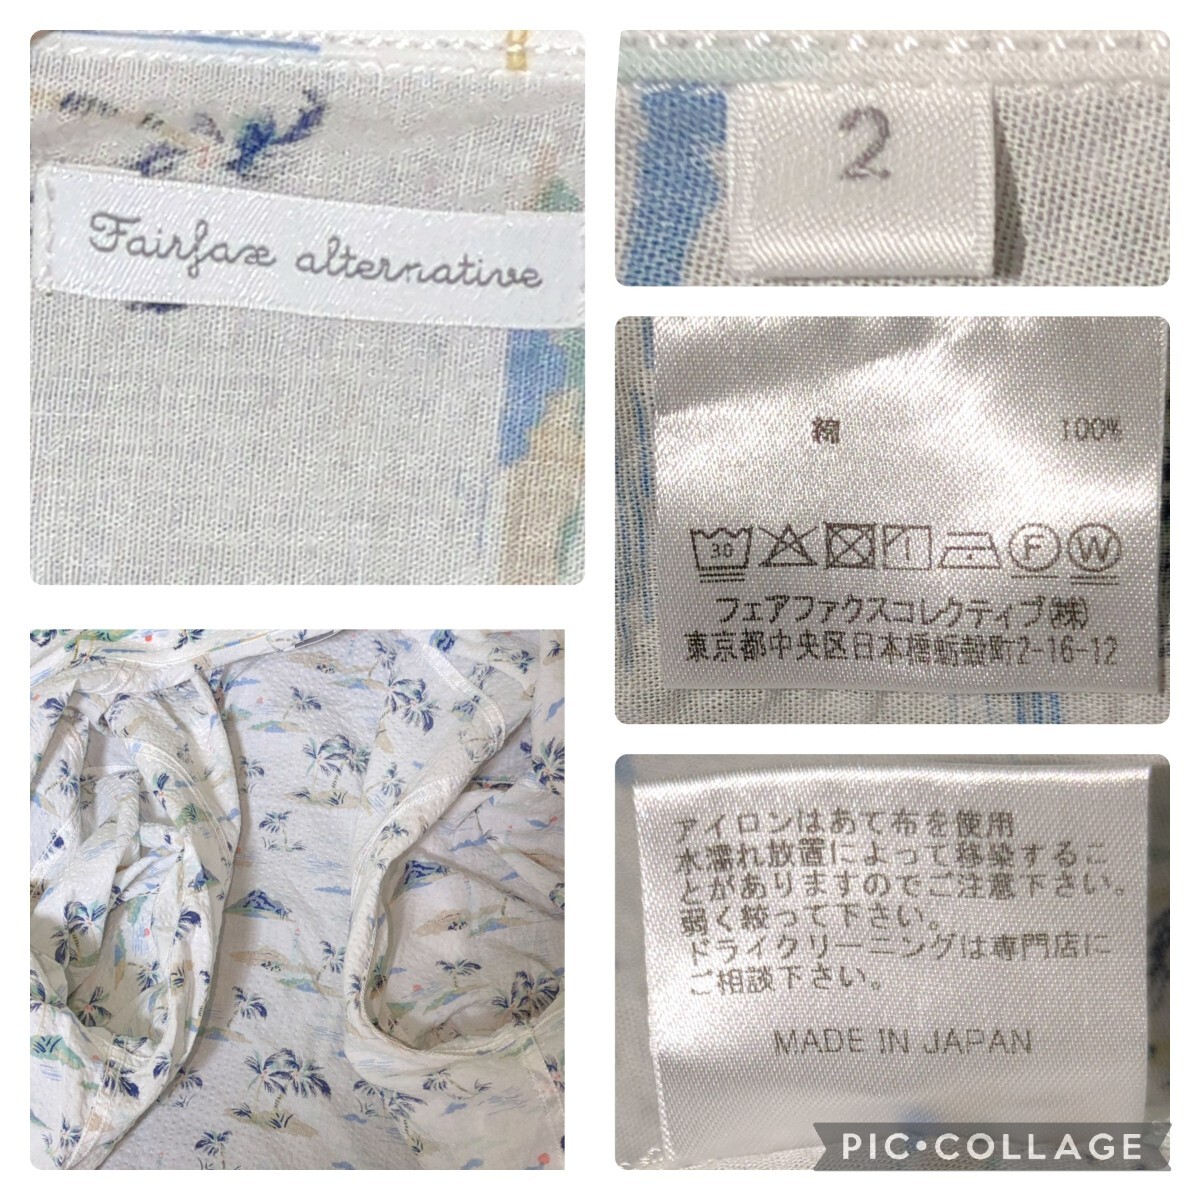 Fairfax alternative
2
綿 100%
30
F W
フェアファクスコレクティブ(株)
東京都中央区日本橋蛎殻町2-16-12
アイロンはあて布を使用
水濡れ放置によって移染するこ
とがありますのでご注意下さい。
弱く絞って下さい。
ドライクリーニングは専門店に
ご相談下さい。
MADE IN JAPAN
PIC•COLLAGE